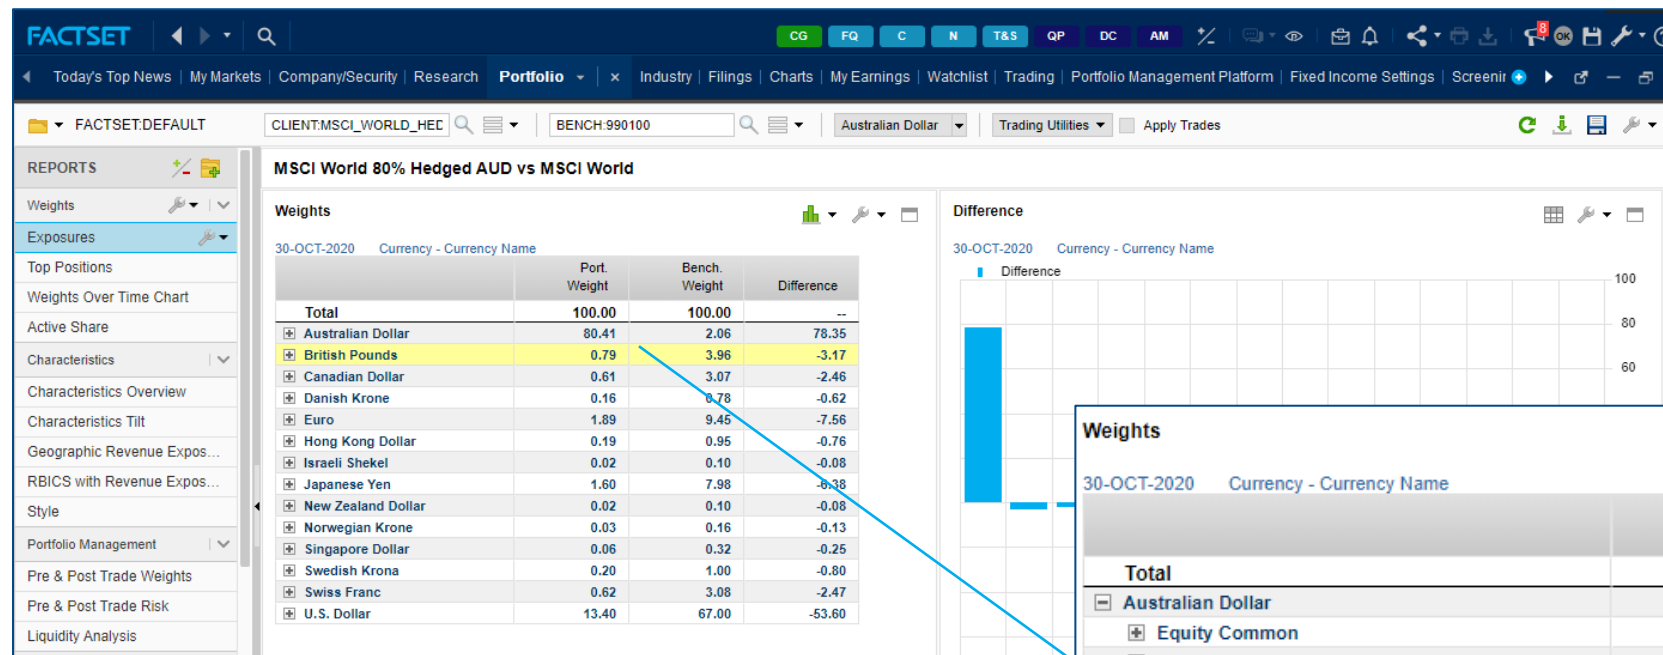 FACTSET
CG FQ C N T&S QP DC AM 8 OK
Today's Top News | My Markets | Company/Security | Research Portfolio × Industry | Filings | Charts | My Earnings | Watchlist | Trading | Portfolio Management Platform | Fixed Income Settings | Screenir
FACTSET:DEFAULT CLIENT:MSCI_WORLD_HED BENCH:990100 Australian Dollar Trading Utilities Apply Trades
REPORTS
Weights
Exposures
Top Positions
Weights Over Time Chart
Active Share
Characteristics
Characteristics Overview
Characteristics Tilt
Geographic Revenue Expos...
RBICS with Revenue Expos...
Style
Portfolio Management
Pre & Post Trade Weights
Pre & Post Trade Risk
Liquidity Analysis
MSCI World 80% Hedged AUD vs MSCI World
Weights
30-OCT-2020 Currency - Currency Name
Port. Weight Bench. Weight Difference
Total 100.00 100.00 --
Australian Dollar 80.41 2.06 78.35
British Pounds 0.79 3.96 -3.17
Canadian Dollar 0.61 3.07 -2.46
Danish Krone 0.16 0.78 -0.62
Euro 1.89 9.45 -7.56
Hong Kong Dollar 0.19 0.95 -0.76
Israeli Shekel 0.02 0.10 -0.08
Japanese Yen 1.60 7.98 -6.38
New Zealand Dollar 0.02 0.10 -0.08
Norwegian Krone 0.03 0.16 -0.13
Singapore Dollar 0.06 0.32 -0.25
Swedish Krona 0.20 1.00 -0.80
Swiss Franc 0.62 3.08 -2.47
U.S. Dollar 13.40 67.00 -53.60
Difference
30-OCT-2020 Currency - Currency Name
Difference
100
80
60
Weights
30-OCT-2020 Currency - Currency Name
Total
Australian Dollar
Equity Common